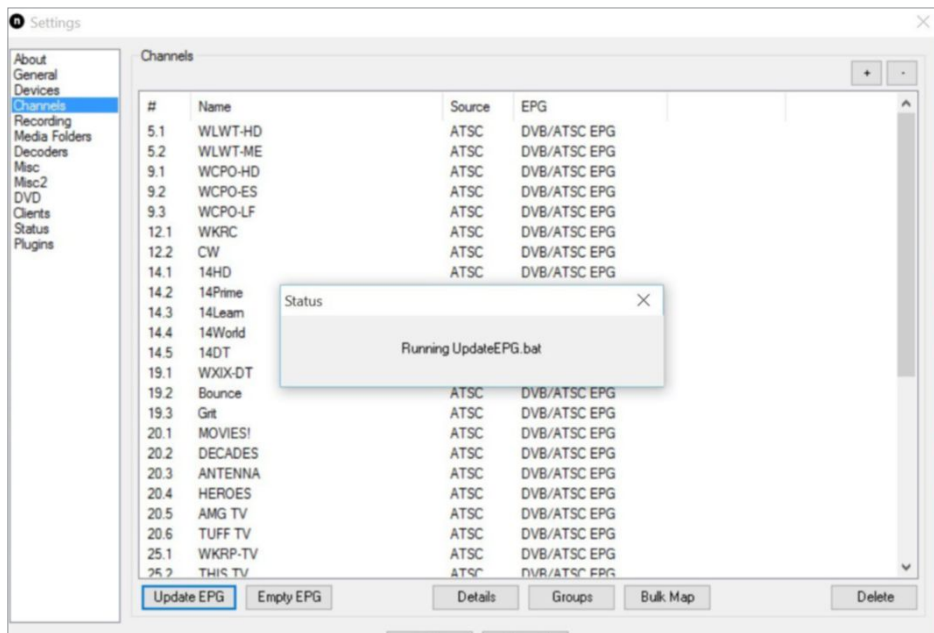 n Settings
About
General
Devices
Channels
Recording
Media Folders
Decoders
Misc
Misc2
DVD
Clients
Status
Plugins
Channels
+ -
# Name Source EPG
5.1 WLWT-HD ATSC DVB/ATSC EPG
5.2 WLWT-ME ATSC DVB/ATSC EPG
9.1 WCPO-HD ATSC DVB/ATSC EPG
9.2 WCPO-ES ATSC DVB/ATSC EPG
9.3 WCPO-LF ATSC DVB/ATSC EPG
12.1 WKRC ATSC DVB/ATSC EPG
12.2 CW ATSC DVB/ATSC EPG
14.1 14HD ATSC DVB/ATSC EPG
14.2 14Prime
14.3 14Learn
14.4 14World
14.5 14DT
19.1 WXIX-DT
Status
Running UpdateEPG.bat
19.2 Bounce ATSC DVB/ATSC EPG
19.3 Grit ATSC DVB/ATSC EPG
20.1 MOVIES! ATSC DVB/ATSC EPG
20.2 DECADES ATSC DVB/ATSC EPG
20.3 ANTENNA ATSC DVB/ATSC EPG
20.4 HEROES ATSC DVB/ATSC EPG
20.5 AMG TV ATSC DVB/ATSC EPG
20.6 TUFF TV ATSC DVB/ATSC EPG
25.1 WKRP-TV ATSC DVB/ATSC EPG
25.2 THIS TV ATSC DVB/ATSC EPG
Update EPG Empty EPG Details Groups Bulk Map Delete